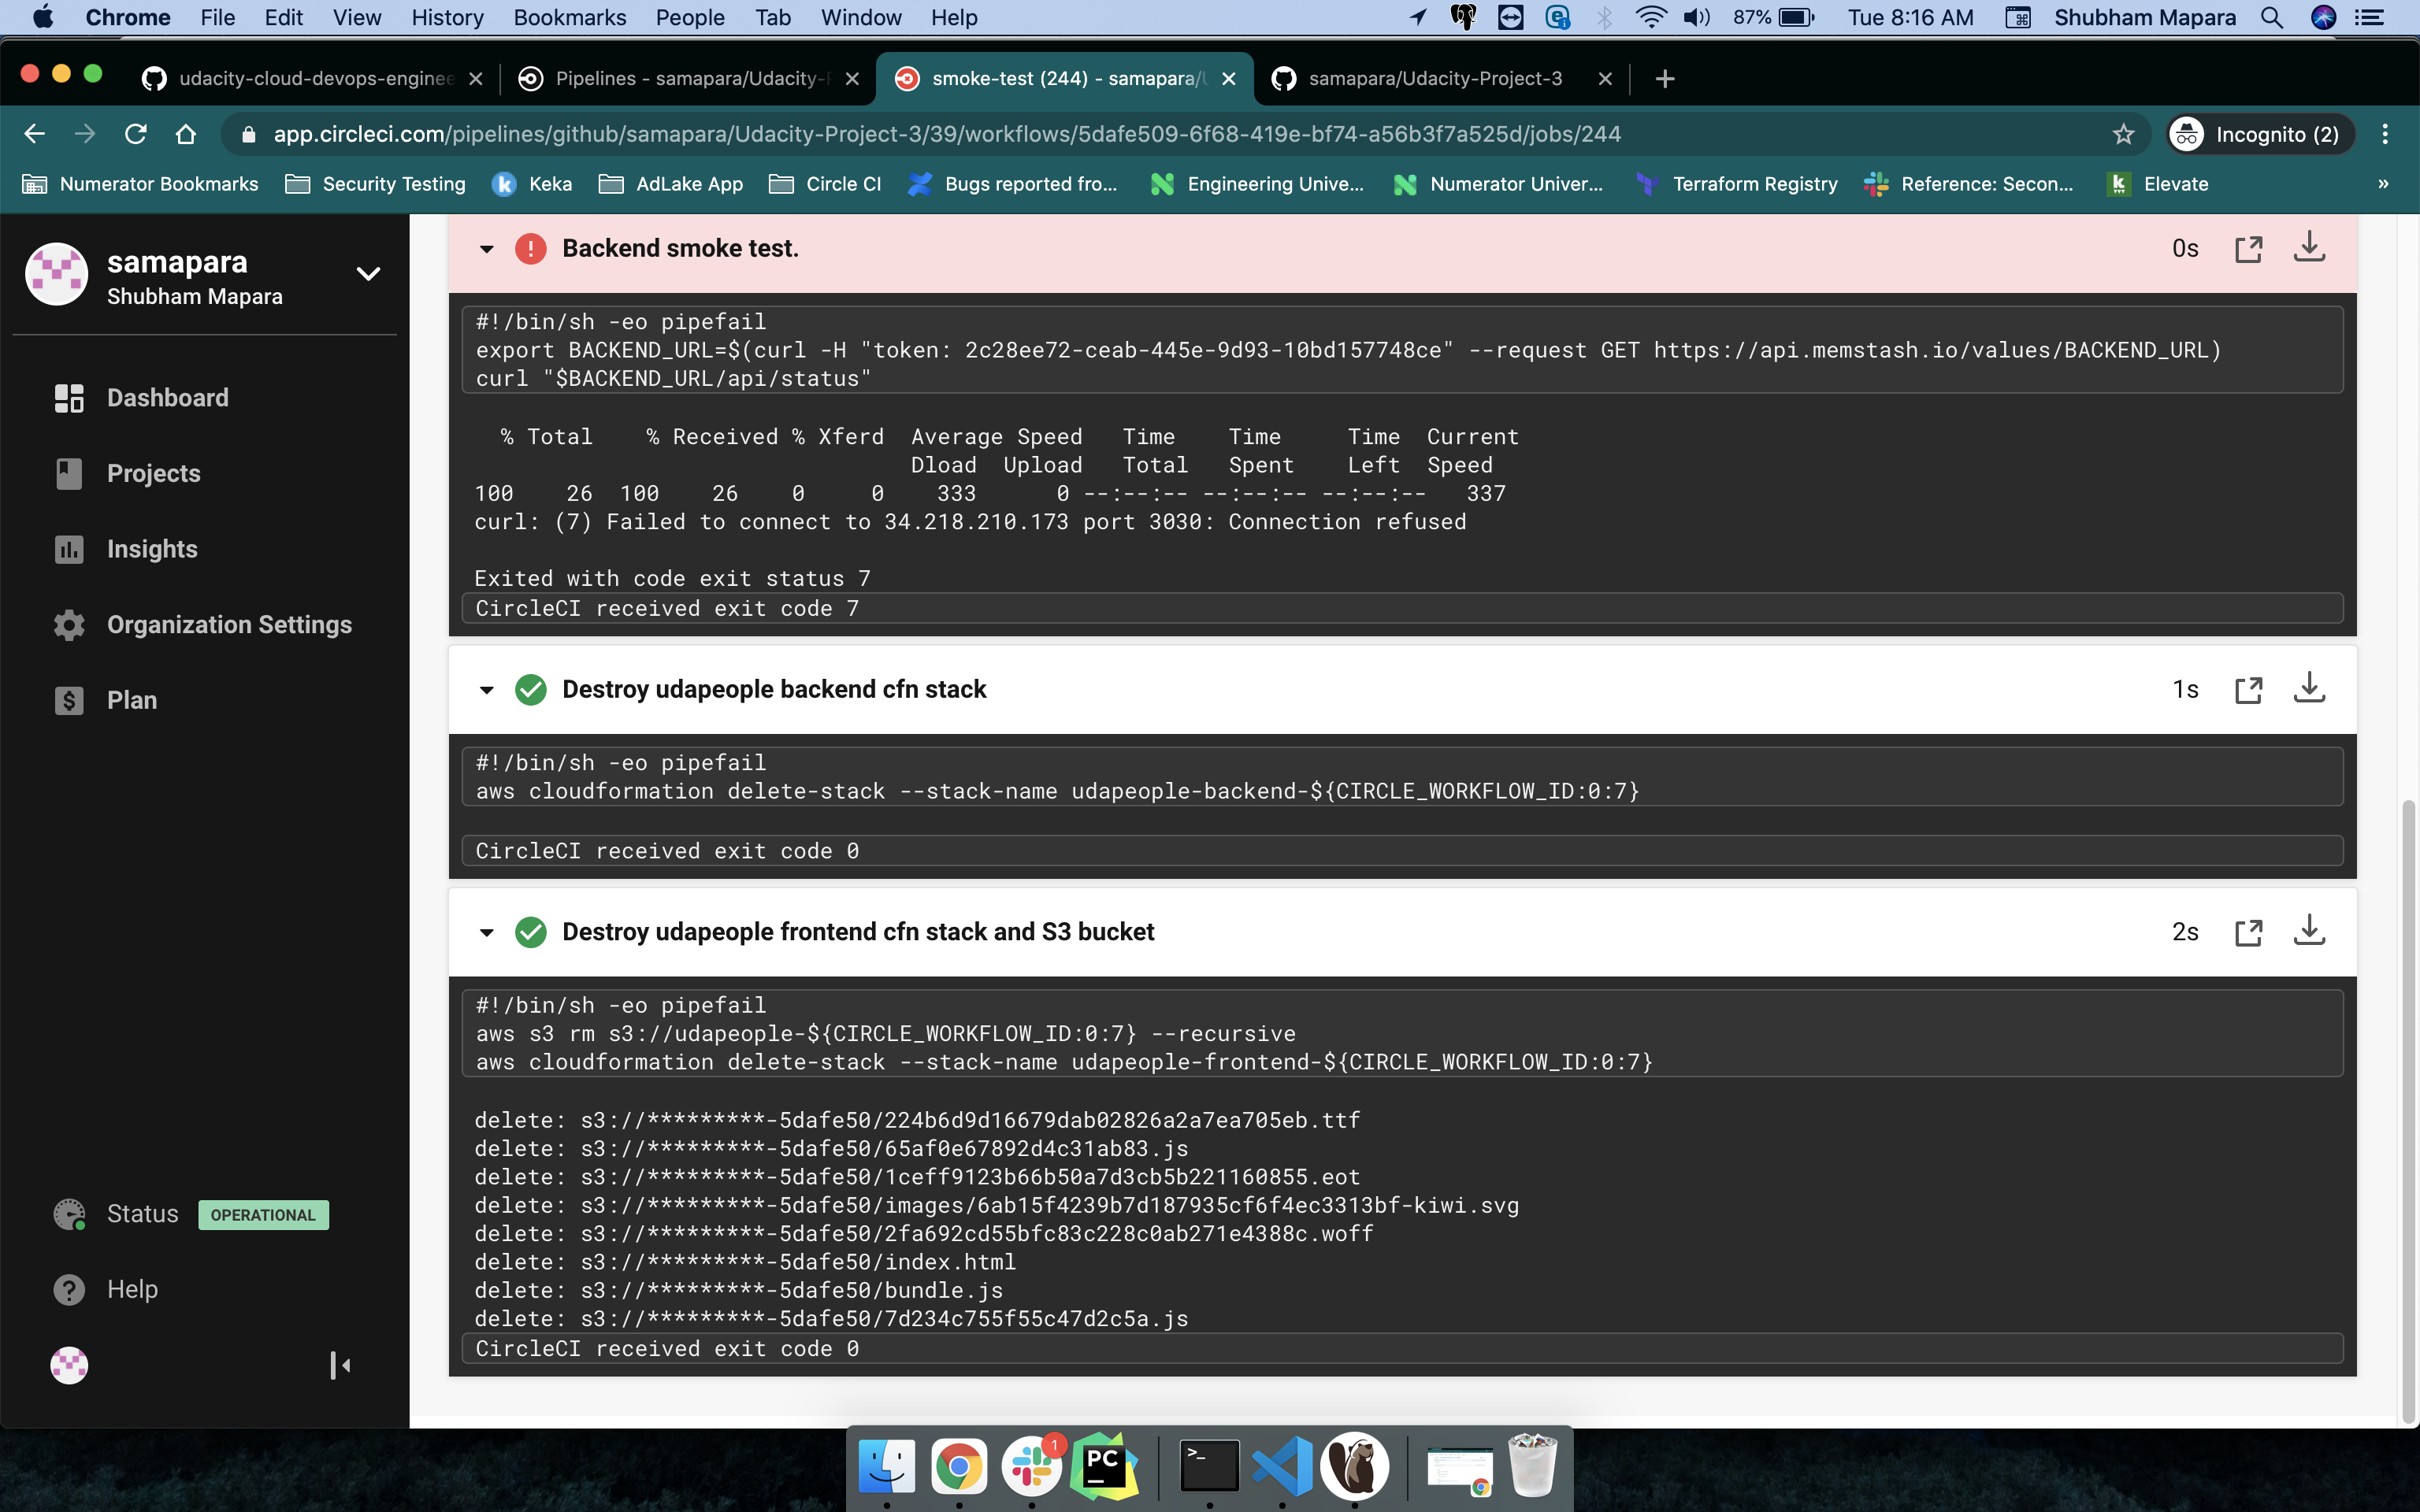 Chrome File Edit View History Bookmarks People Tab Window Help 87% Tue 8:16 AM Shubham Mapara
udacity-cloud-devops-enginee Pipelines - samapara/Udacity-P smoke-test (244) - samapara/U samapara/Udacity-Project-3
app.circleci.com/pipelines/github/samapara/Udacity-Project-3/39/workflows/5dafe509-6f68-419e-bf74-a56b3f7a525d/jobs/244 Incognito (2)
Numerator Bookmarks Security Testing Keka AdLake App Circle CI Bugs reported fro... Engineering Unive... Numerator Univer... Terraform Registry Reference: Secon... Elevate »
samapara
Shubham Mapara
Dashboard
Projects
Insights
Organization Settings
Plan
Status OPERATIONAL
Help
Backend smoke test. 0s
#!/bin/sh -eo pipefail
export BACKEND_URL=$(curl -H "token: 2c28ee72-ceab-445e-9d93-10bd157748ce" --request GET https://api.memstash.io/values/BACKEND_URL)
curl "$BACKEND_URL/api/status"
% Total % Received % Xferd Average Speed Time Time Time Current
Dload Upload Total Spent Left Speed
100 26 100 26 0 0 333 0 --:--:-- --:--:-- --:--:-- 337
curl: (7) Failed to connect to 34.218.210.173 port 3030: Connection refused
Exited with code exit status 7
CircleCI received exit code 7
Destroy udapeople backend cfn stack 1s
#!/bin/sh -eo pipefail
aws cloudformation delete-stack --stack-name udapeople-backend-${CIRCLE_WORKFLOW_ID:0:7}
CircleCI received exit code 0
Destroy udapeople frontend cfn stack and S3 bucket 2s
#!/bin/sh -eo pipefail
aws s3 rm s3://udapeople-${CIRCLE_WORKFLOW_ID:0:7} --recursive
aws cloudformation delete-stack --stack-name udapeople-frontend-${CIRCLE_WORKFLOW_ID:0:7}
delete: s3://*********-5dafe50/224b6d9d16679dab02826a2a7ea705eb.ttf
delete: s3://*********-5dafe50/65af0e67892d4c31ab83.js
delete: s3://*********-5dafe50/1ceff9123b66b50a7d3cb5b221160855.eot
delete: s3://*********-5dafe50/images/6ab15f4239b7d187935cf6f4ec3313bf-kiwi.svg
delete: s3://*********-5dafe50/2fa692cd55bfc83c228c0ab271e4388c.woff
delete: s3://*********-5dafe50/index.html
delete: s3://*********-5dafe50/bundle.js
delete: s3://*********-5dafe50/7d234c755f55c47d2c5a.js
CircleCI received exit code 0
1
PC